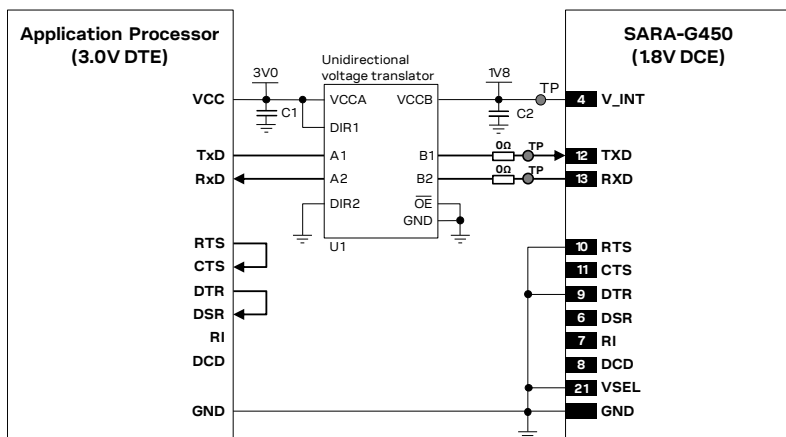 Application Processor
(3.0V DTE)
SARA-G450
(1.8V DCE)
Unidirectional
voltage translator
3V0
1V8
TP
VCC
VCCA
VCCB
4
V_INT
C1
C2
DIR1
0Ω
TP
TxD
A1
B1
12
TXD
0Ω
TP
RxD
A2
B2
13
RXD
DIR2
OE
GND
U1
RTS
10
RTS
CTS
11
CTS
DTR
9
DTR
DSR
6
DSR
RI
7
RI
DCD
8
DCD
21
VSEL
GND
GND